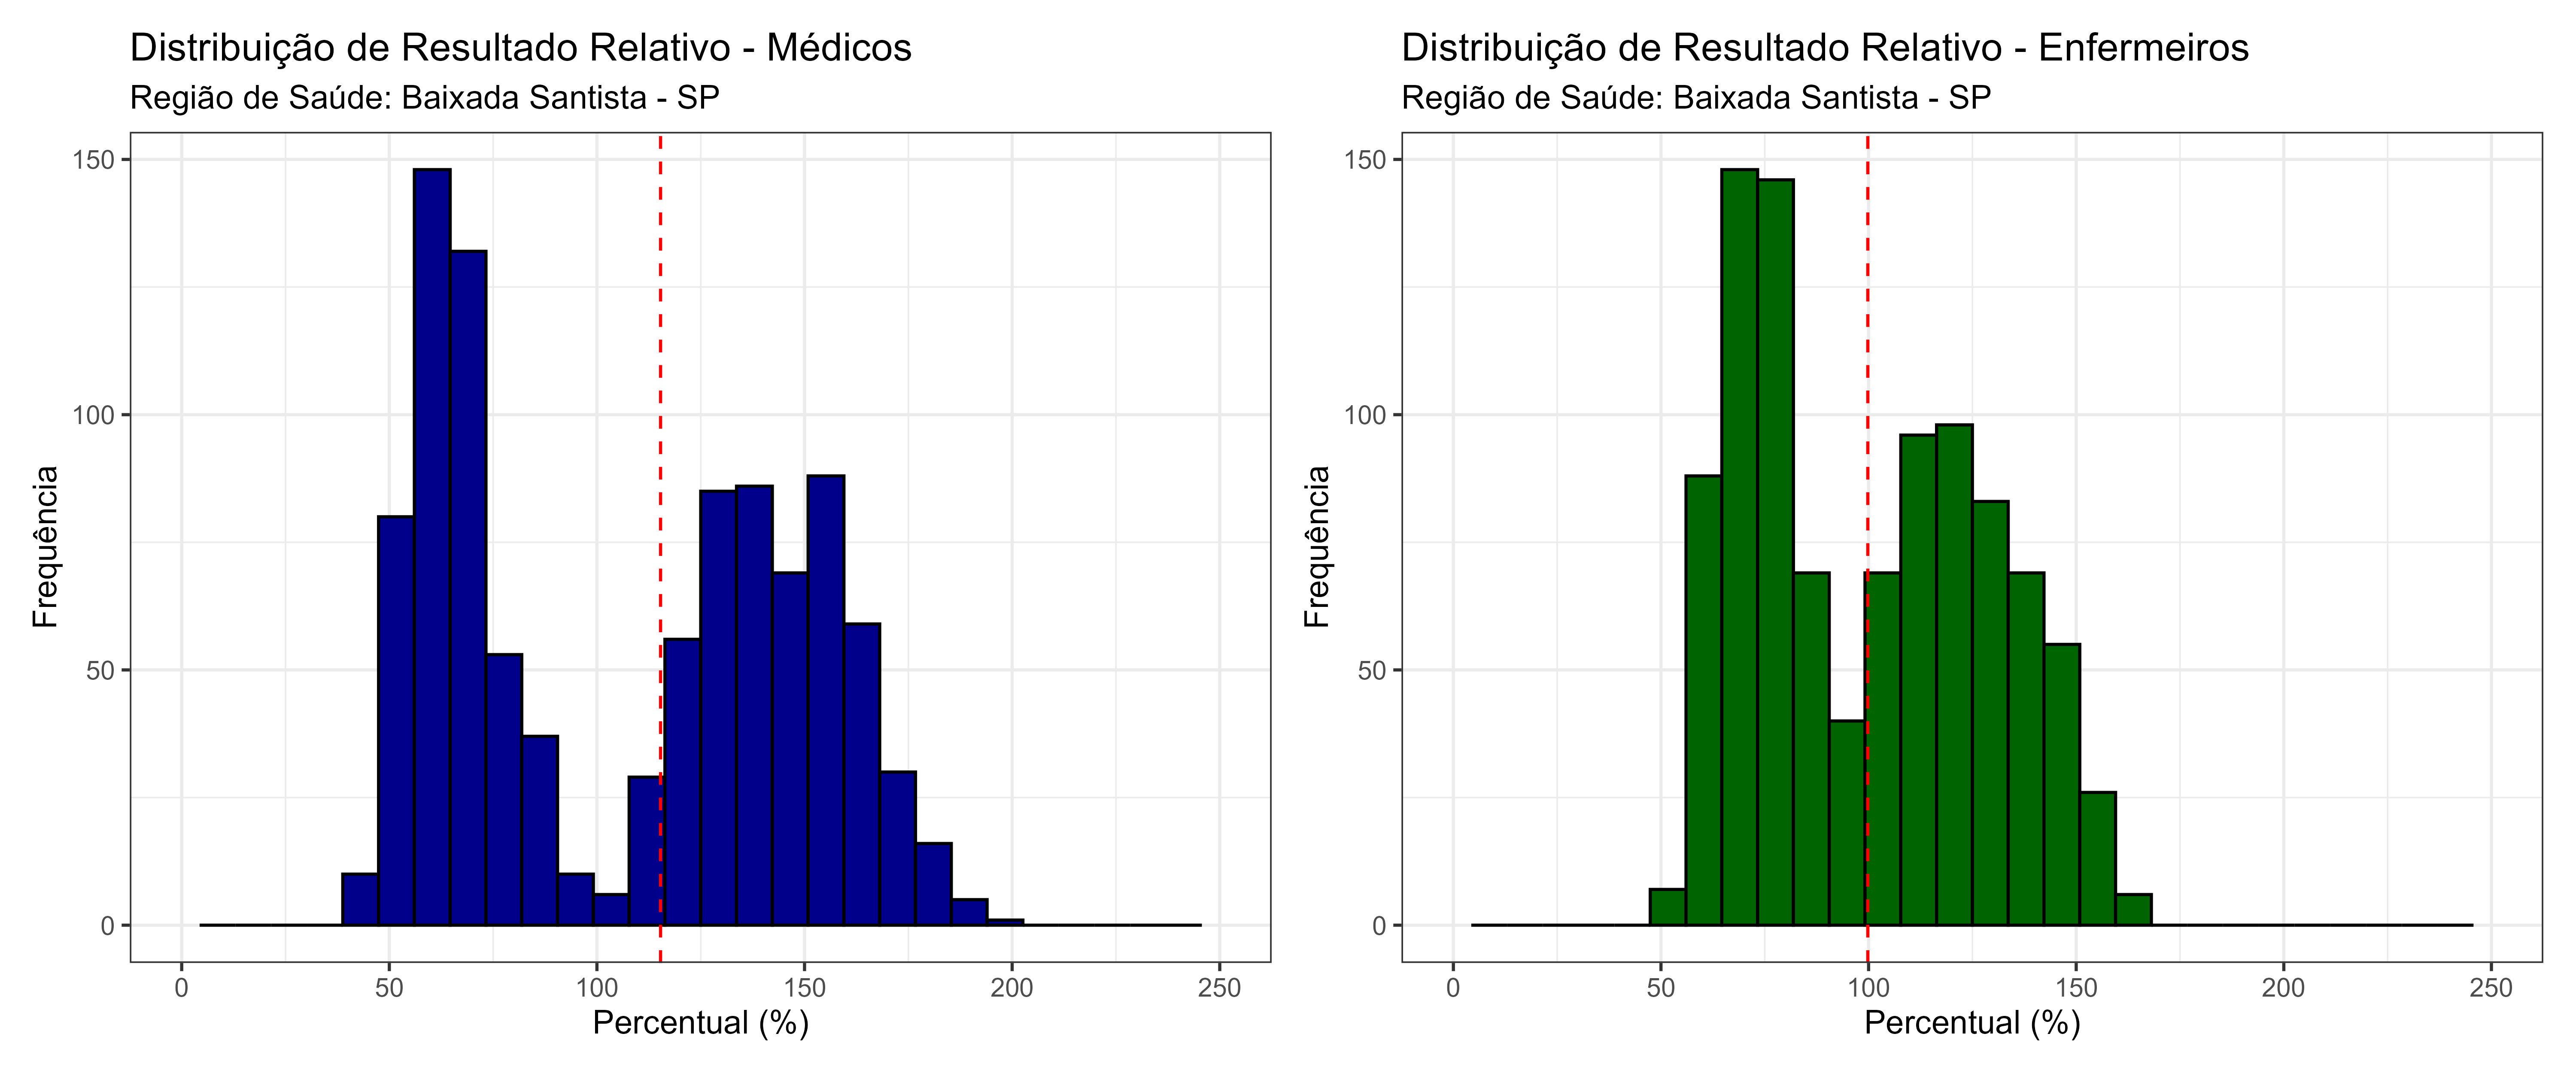 Distribuição de Resultado Relativo - Médicos
Região de Saúde: Baixada Santista - SP
150
100
50
0
Frequência
0 50 100 150 200 250
Percentual (%)
Distribuição de Resultado Relativo - Enfermeiros
Região de Saúde: Baixada Santista - SP
150
100
50
0
Frequência
0 50 100 150 200 250
Percentual (%)